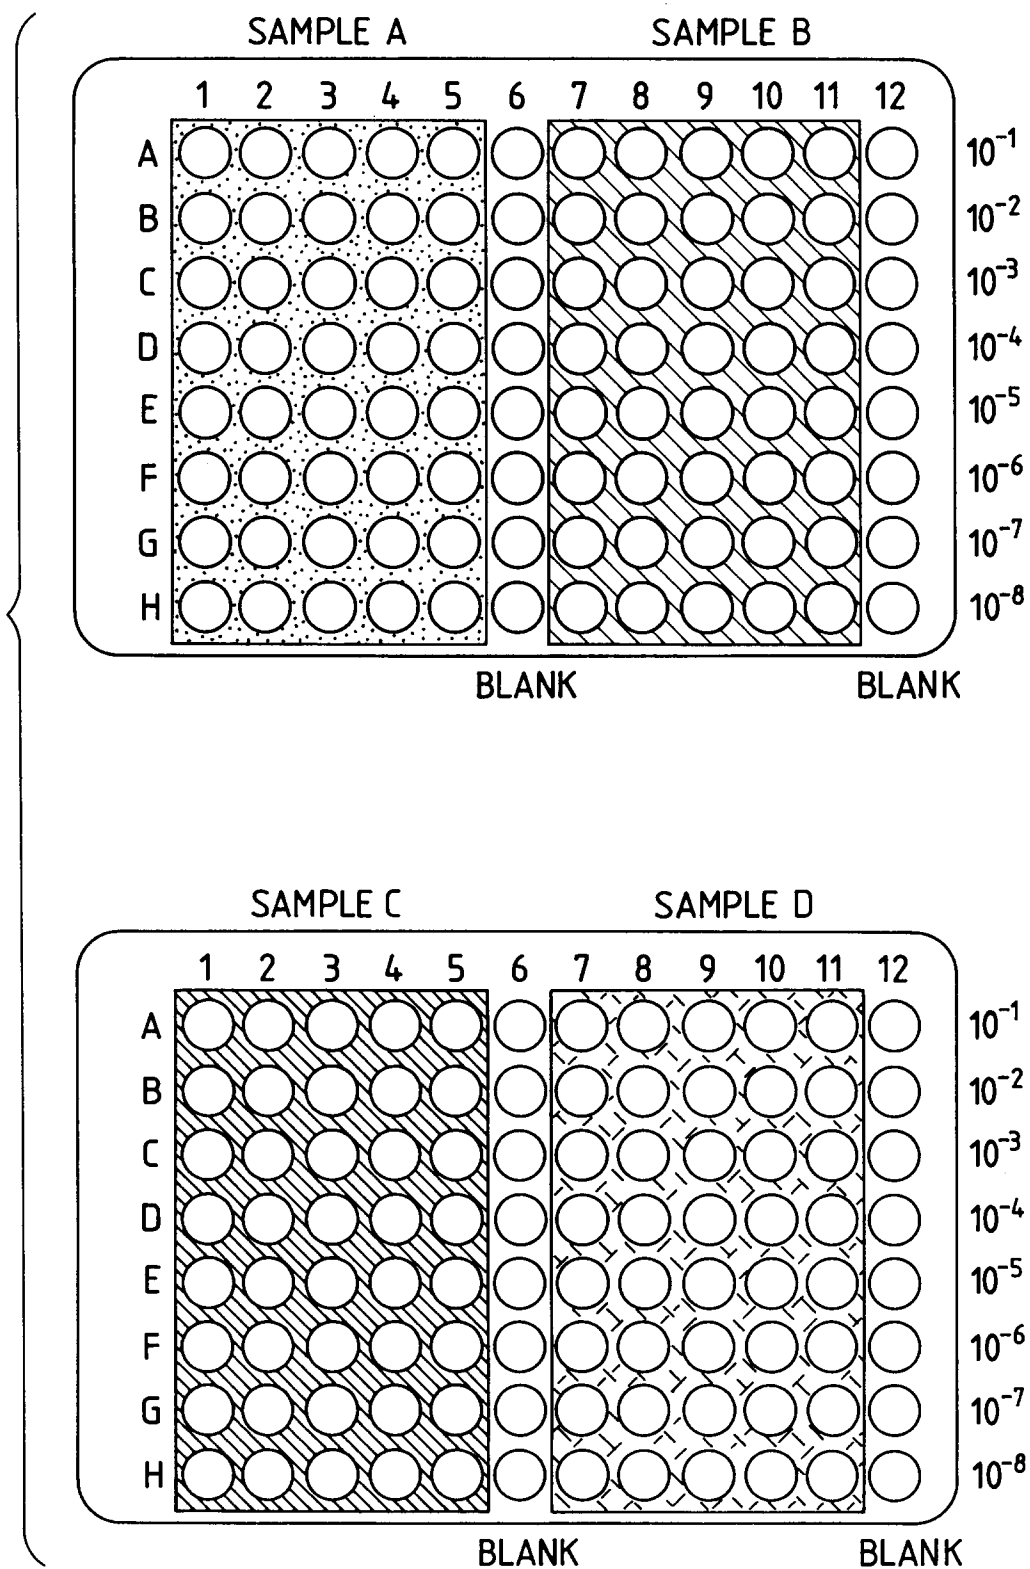 SAMPLE A SAMPLE B
1 2 3 4 5 6 7 8 9 10 11 12
A 10⁻¹
B 10⁻²
C 10⁻³
D 10⁻⁴
E 10⁻⁵
F 10⁻⁶
G 10⁻⁷
H 10⁻⁸
BLANK BLANK
SAMPLE C SAMPLE D
1 2 3 4 5 6 7 8 9 10 11 12
A 10⁻¹
B 10⁻²
C 10⁻³
D 10⁻⁴
E 10⁻⁵
F 10⁻⁶
G 10⁻⁷
H 10⁻⁸
BLANK BLANK